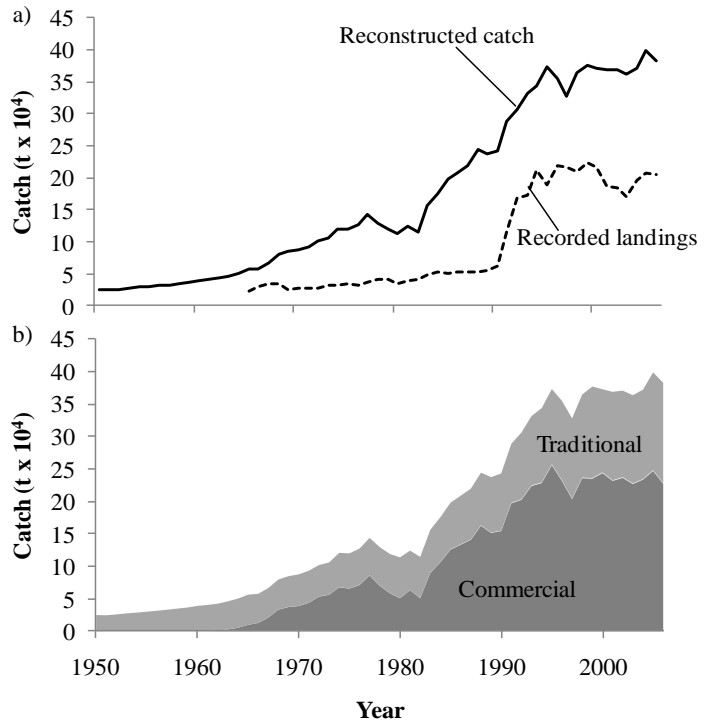 a)
45
40
35
30
25
20
15
10
5
0
Catch (t x 10⁴)
Reconstructed catch
Recorded landings
b)
45
40
35
30
25
20
15
10
5
0
Catch (t x 10⁴)
Traditional
Commercial
1950 1960 1970 1980 1990 2000
Year